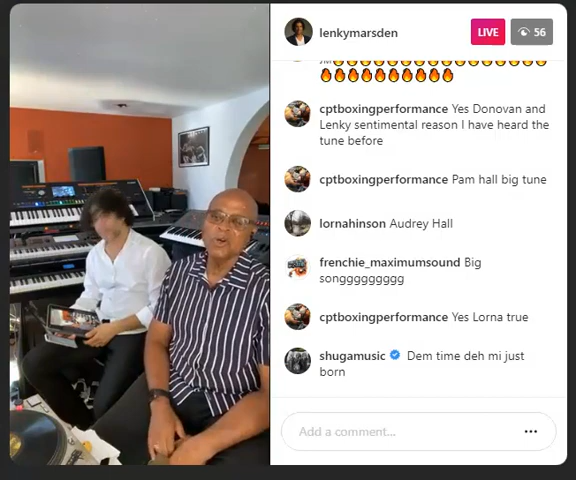 lenkymarsden
LIVE
56
cptboxingperformance Yes Donovan and
Lenky sentimental reason I have heard the
tune before
cptboxingperformance Pam hall big tune
lornahinson Audrey Hall
frenchie_maximumsound Big
songggggggggg
cptboxingperformance Yes Lorna true
shugamusic Dem time deh mi just
born
Add a comment...